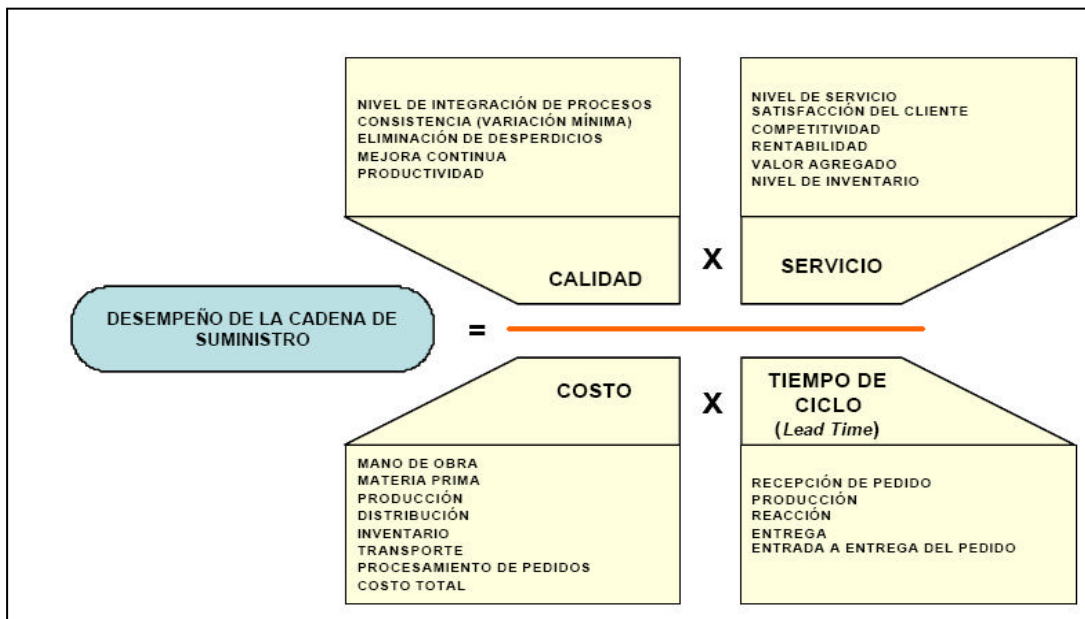 NIVEL DE INTEGRACIÓN DE PROCESOS
CONSISTENCIA (VARIACIÓN MÍNIMA)
ELIMINACIÓN DE DESPERDICIOS
MEJORA CONTINUA
PRODUCTIVIDAD
NIVEL DE SERVICIO
SATISFACCIÓN DEL CLIENTE
COMPETITIVIDAD
RENTABILIDAD
VALOR AGREGADO
NIVEL DE INVENTARIO
CALIDAD
X
SERVICIO
DESEMPEÑO DE LA CADENA DE
SUMINISTRO
=
COSTO
X
TIEMPO DE
CICLO
(Lead Time)
MANO DE OBRA
MATERIA PRIMA
PRODUCCIÓN
DISTRIBUCIÓN
INVENTARIO
TRANSPORTE
PROCESAMIENTO DE PEDIDOS
COSTO TOTAL
RECEPCIÓN DE PEDIDO
PRODUCCIÓN
REACCIÓN
ENTREGA
ENTRADA A ENTREGA DEL PEDIDO